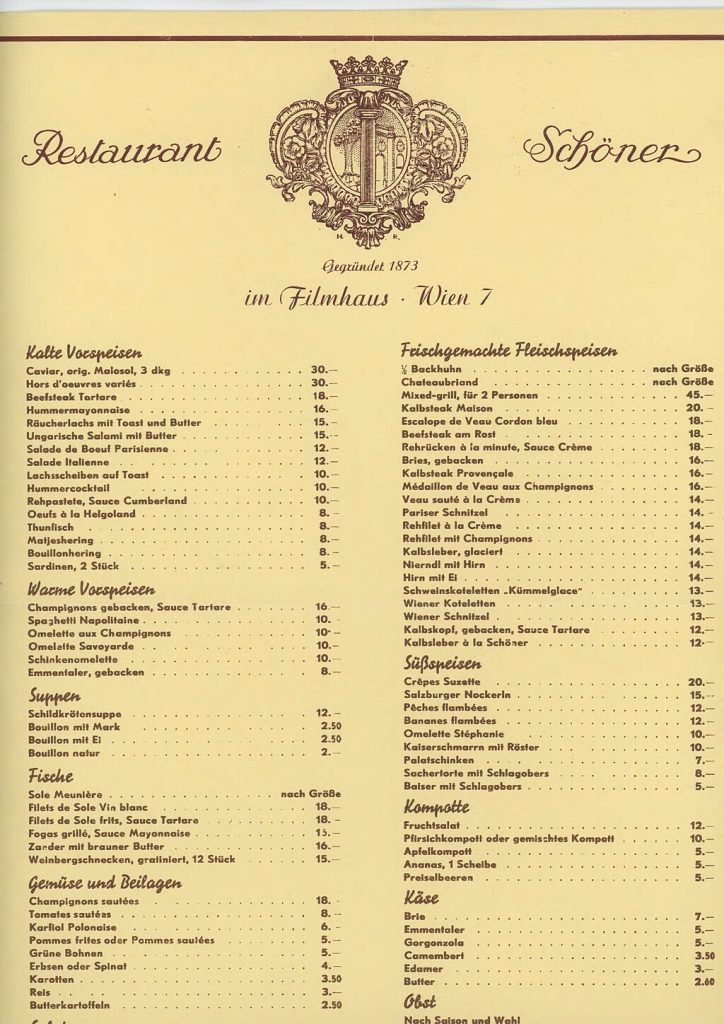 Restaurant Schöner
H. R.
Gegründet 1873
im Filmhaus · Wien 7
Kalte Vorspeisen
Caviar, orig. Malosol, 3 dkg 30.—
Hors d'oeuvres variés 30.—
Beefsteak Tartare 18.—
Hummermayonnaise 16.—
Räucherlachs mit Toast und Butter 15.—
Ungarische Salami mit Butter 15.—
Salade de Boeuf Parisienne 12.—
Salade Italienne 12.—
Lachsscheiben auf Toast 10.—
Hummercocktail 10.—
Rehpastete, Sauce Cumberland 10.—
Oeufs à la Helgoland 8.—
Thunfisch 8.—
Matjeshering 8.—
Bouillonhering 8.—
Sardinen, 2 Stück 5.—
Warme Vorspeisen
Champignons gebacken, Sauce Tartare 16.—
Spaghetti Napolitaine 10.—
Omelette aux Champignons 10.—
Omelette Savoyarde 10.—
Schinkenomelette 10.—
Emmentaler, gebacken 8.—
Suppen
Schildkrötensuppe 12.—
Bouillon mit Mark 2.50
Bouillon mit Ei 2.50
Bouillon natur 2.—
Fische
Sole Meunière nach Größe
Filets de Sole Vin blanc 18.—
Filets de Sole frits, Sauce Tartare 18.—
Fogas grillé, Sauce Mayonnaise
Zander mit brauner Butter 16.—
Weinbergschnecken, gratiniert, 12 Stück 15.—
Gemüse und Beilagen
Champignons sautées 18.—
Tomates sautées 8.—
Karfiol Polonaise 6.—
Pommes frites oder Pommes sautées 5.—
Grüne Bohnen 5.—
Erbsen oder Spinat 4.—
Karotten 3.50
Reis 3.—
Butterkartoffeln 2.50
Frischgemachte Fleischspeisen
½ Backhuhn nach Größe
Chateaubriand nach Größe
Mixed-grill, für 2 Personen 45.—
Kalbsteak Maison 20.—
Escalope de Veau Cordon bleu 18.—
Beefsteak am Rost 18.—
Rehrücken à la minute, Sauce Crème 18.—
Bries, gebacken 16.—
Kalbsteak Provençale 16.—
Médaillon de Veau aux Champignons 16.—
Veau sauté à la Crème 14.—
Pariser Schnitzel 14.—
Rehfilet à la Crème 14.—
Rehfilet mit Champignons 14.—
Kalbsleber, glaciert 14.—
Nierndl mit Hirn 14.—
Hirn mit Ei 14.—
Schweinskoteletten „Kümmelglace" 13.—
Wiener Koteletten 13.—
Wiener Schnitzel 13.—
Kalbskopf, gebacken, Sauce Tartare 12.—
Kalbsleber à la Schöner 12.—
Süßspeisen
Crêpes Suzette 20.—
Salzburger Nockerln 15.—
Pêches flambées 12.—
Bananes flambées 12.—
Omelette Stéphanie 10.—
Kaiserschmarrn mit Röster 10.—
Palatschinken 7.—
Sachertorte mit Schlagobers 8.—
Baiser mit Schlagobers 5.—
Kompotte
Fruchtsalat 12.—
Pfirsichkompott oder gemischtes Kompott 10.—
Apfelkompott 5.—
Ananas, 1 Scheibe 5.—
Preiselbeeren 5.—
Käse
Brie 7.—
Emmentaler 5.—
Gorgonzola 5.—
Camembert 3.50
Edamer 3.—
Butter 2.60
Obst
Nach Saison und Wahl